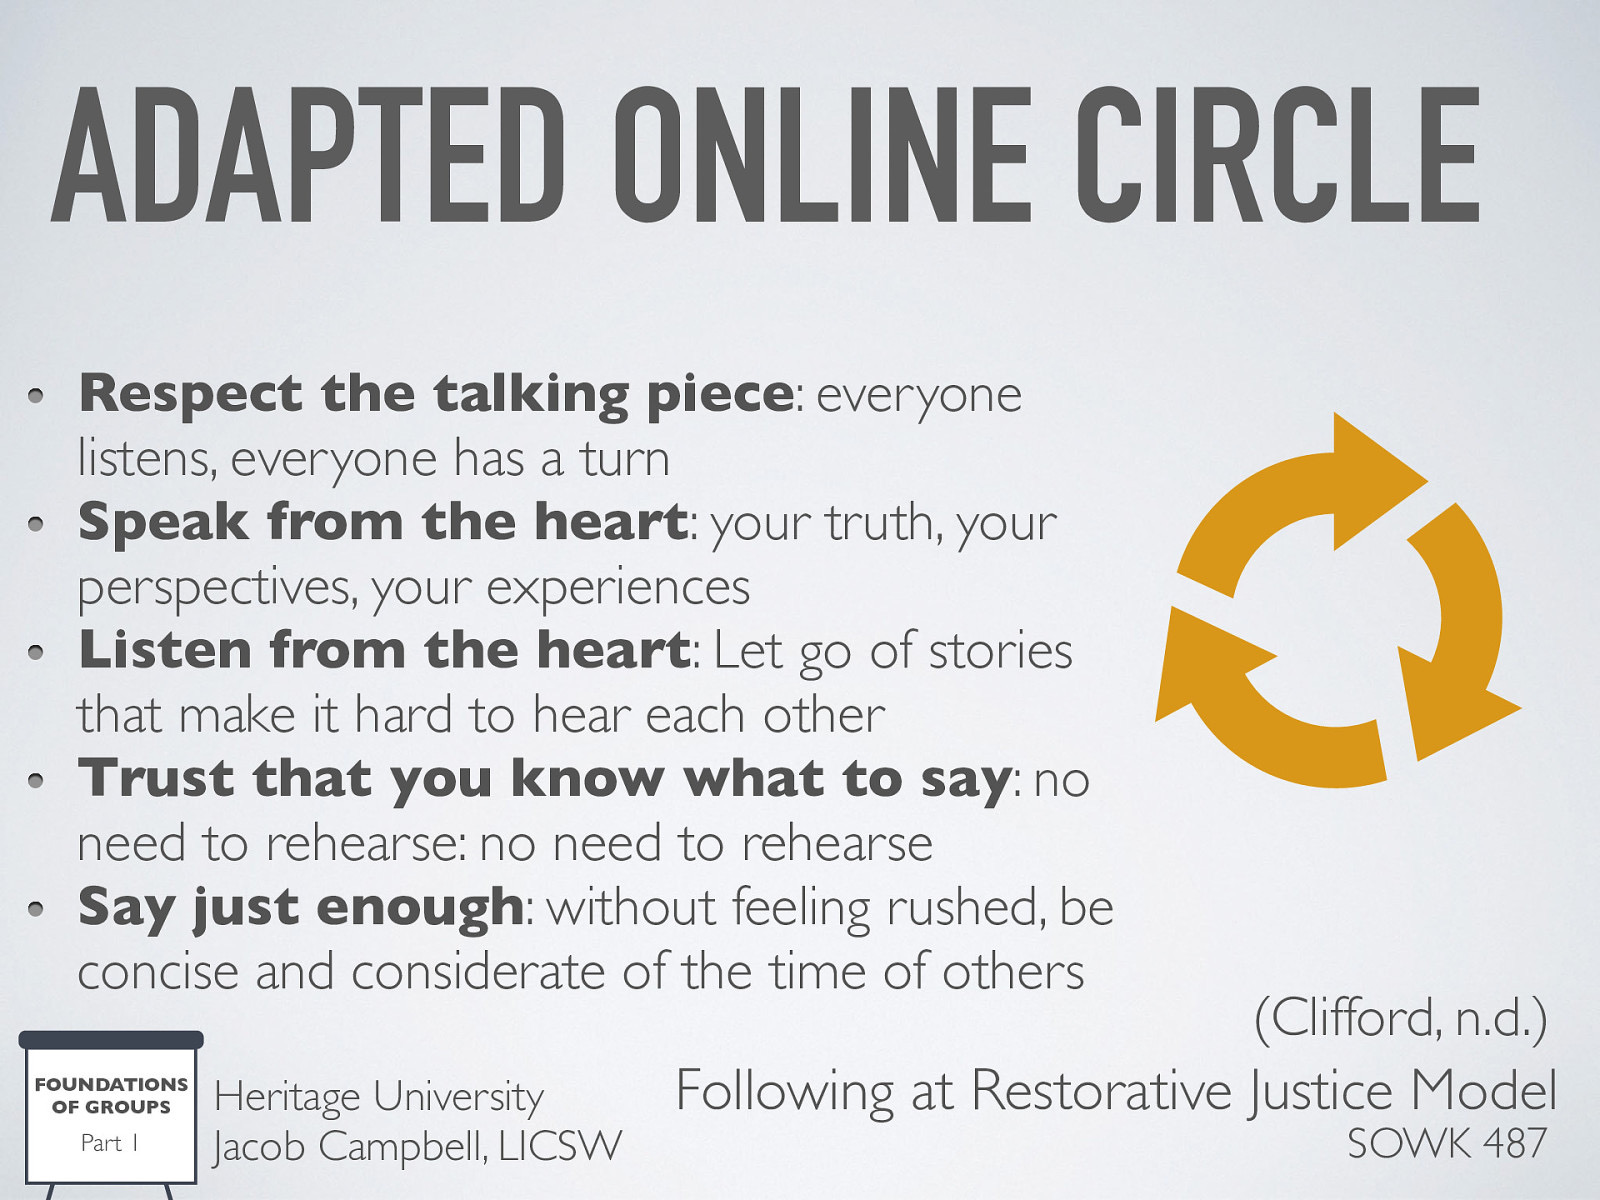 ADAPTED ONLINE CIRCLE
• Respect the talking piece: everyone
listens, everyone has a turn
• Speak from the heart: your truth, your
perspectives, your experiences
• Listen from the heart: Let go of stories
that make it hard to hear each other
• Trust that you know what to say: no
need to rehearse: no need to rehearse
• Say just enough: without feeling rushed, be
concise and considerate of the time of others
(Clifford, n.d.)
Following at Restorative Justice Model
SOWK 487
FOUNDATIONS
OF GROUPS
Part 1
Heritage University
Jacob Campbell, LICSW